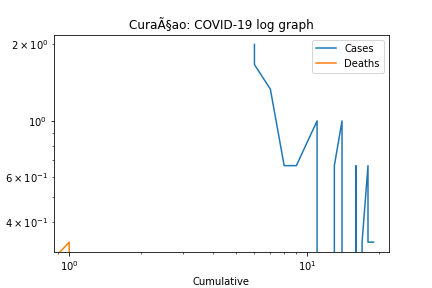 CuraÃ§ao: COVID-19 log graph
Cases
Deaths
2 × 10⁰
10⁰
6 × 10⁻¹
4 × 10⁻¹
10⁰ 10¹
Cumulative